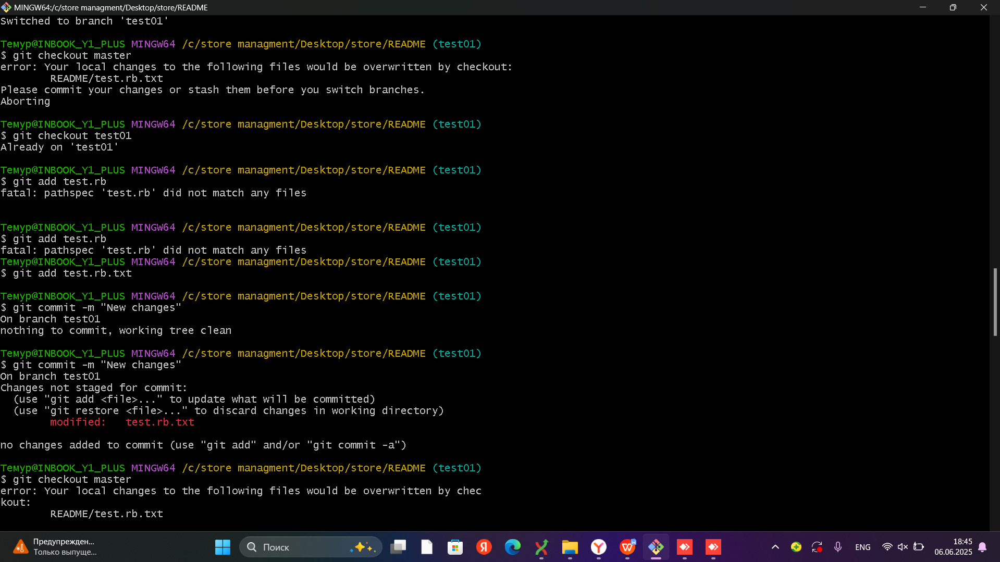 MINGW64:/c/store managment/Desktop/store/README
Switched to branch 'test01'
Темур@INBOOK_Y1_PLUS MINGW64 /c/store managment/Desktop/store/README (test01)
$ git checkout master
error: Your local changes to the following files would be overwritten by checkout:
        README/test.rb.txt
Please commit your changes or stash them before you switch branches.
Aborting
Темур@INBOOK_Y1_PLUS MINGW64 /c/store managment/Desktop/store/README (test01)
$ git checkout test01
Already on 'test01'
Темур@INBOOK_Y1_PLUS MINGW64 /c/store managment/Desktop/store/README (test01)
$ git add test.rb
fatal: pathspec 'test.rb' did not match any files
Темур@INBOOK_Y1_PLUS MINGW64 /c/store managment/Desktop/store/README (test01)
$ git add test.rb
fatal: pathspec 'test.rb' did not match any files
Темур@INBOOK_Y1_PLUS MINGW64 /c/store managment/Desktop/store/README (test01)
$ git add test.rb.txt
Темур@INBOOK_Y1_PLUS MINGW64 /c/store managment/Desktop/store/README (test01)
$ git commit -m "New changes"
On branch test01
nothing to commit, working tree clean
Темур@INBOOK_Y1_PLUS MINGW64 /c/store managment/Desktop/store/README (test01)
$ git commit -m "New changes"
On branch test01
Changes not staged for commit:
  (use "git add <file>..." to update what will be committed)
  (use "git restore <file>..." to discard changes in working directory)
        modified:   test.rb.txt
no changes added to commit (use "git add" and/or "git commit -a")
Темур@INBOOK_Y1_PLUS MINGW64 /c/store managment/Desktop/store/README (test01)
$ git checkout master
error: Your local changes to the following files would be overwritten by chec
kout:
        README/test.rb.txt
Предупрежден...
Только выпуще...
Поиск
Я
ENG
18:45
06.06.2025